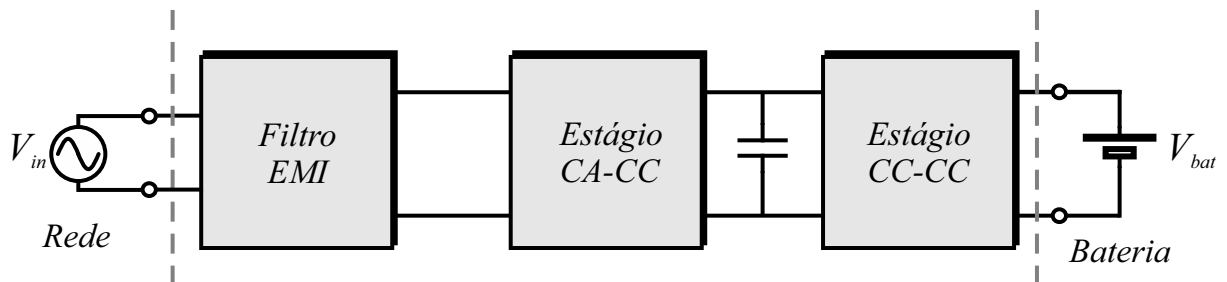 V_in
Rede
Filtro
EMI
Estágio
CA-CC
Estágio
CC-CC
V_bat
Bateria